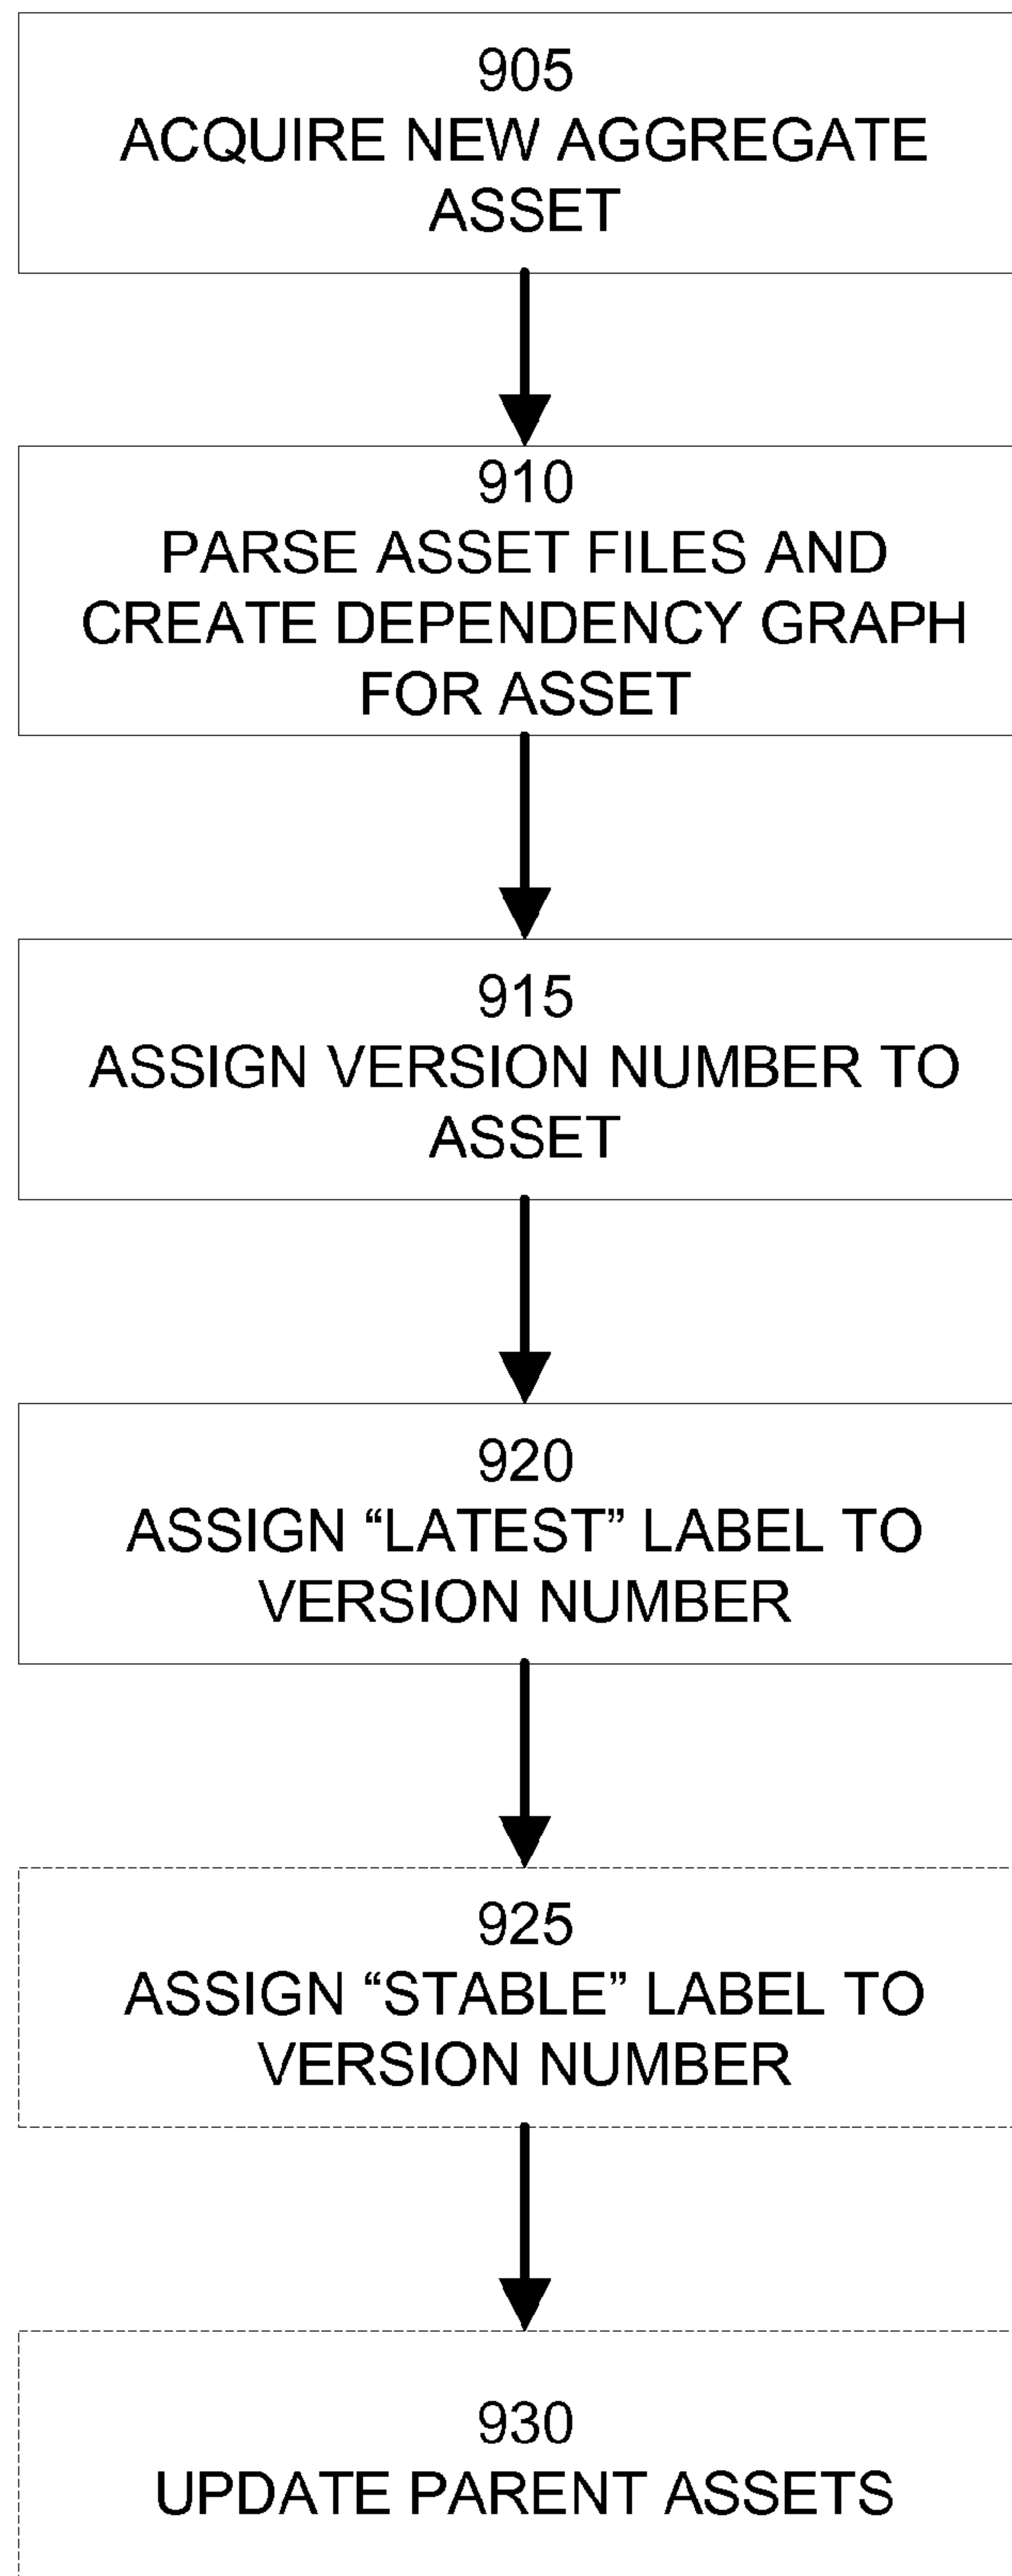 905
ACQUIRE NEW AGGREGATE
ASSET
910
PARSE ASSET FILES AND
CREATE DEPENDENCY GRAPH
FOR ASSET
915
ASSIGN VERSION NUMBER TO
ASSET
920
ASSIGN “LATEST” LABEL TO
VERSION NUMBER
925
ASSIGN “STABLE” LABEL TO
VERSION NUMBER
930
UPDATE PARENT ASSETS